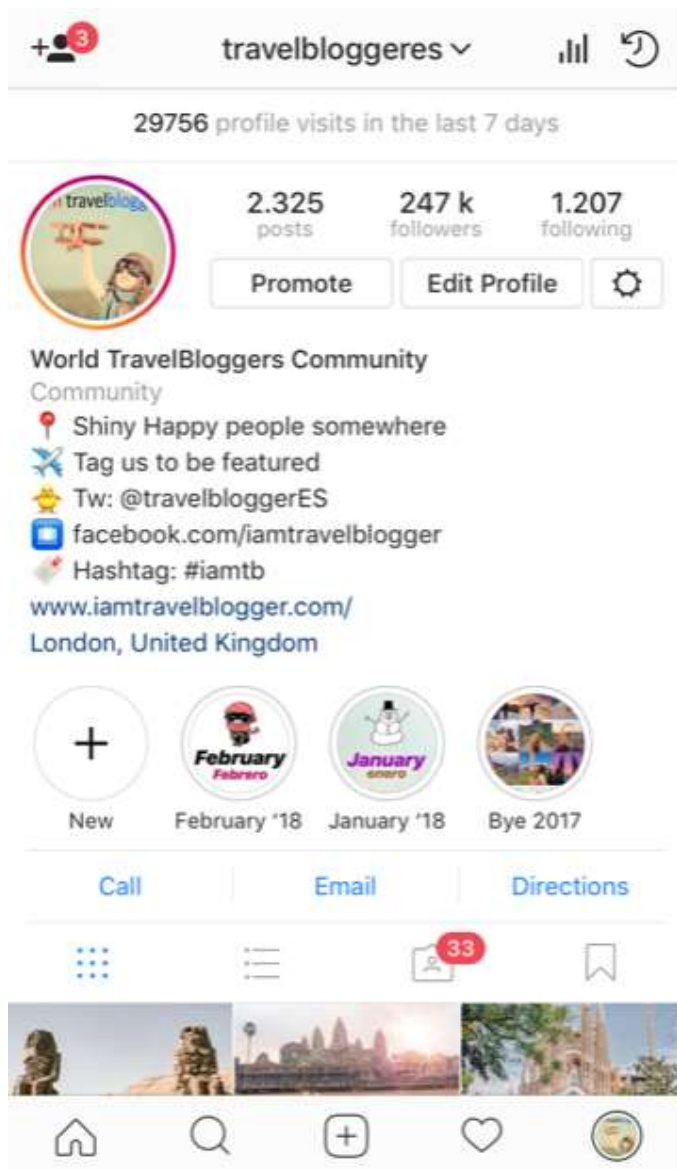 3
travelbloggeres
29756 profile visits in the last 7 days
travelblogg
2.325 247 k 1.207
posts followers following
Promote Edit Profile
World TravelBloggers Community
Community
Shiny Happy people somewhere
Tag us to be featured
Tw: @travelbloggerES
facebook.com/iamtravelblogger
Hashtag: #iamtb
www.iamtravelblogger.com/
London, United Kingdom
February January
Febrero enero
New February '18 January '18 Bye 2017
Call Email Directions
33